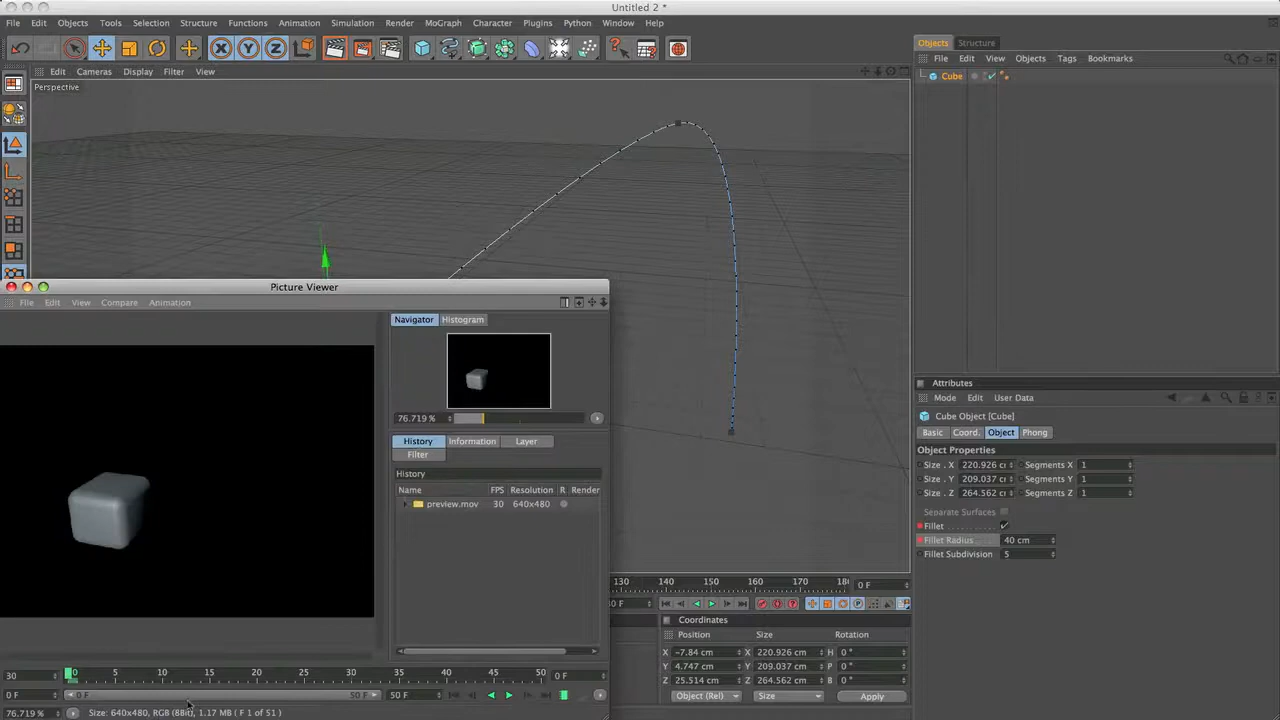 Untitled 2 *
File Edit Objects Tools Selection Structure Functions Animation Simulation Render MoGraph Character Plugins Python Window Help
X Y Z
Objects Structure
Edit Cameras Display Filter View
File Edit View Objects Tags Bookmarks
Perspective
Cube
Picture Viewer
File Edit View Compare Animation
Navigator Histogram
76.719 %
History Information Layer
Filter
History
Name FPS Resolution R Render
preview.mov 30 640x480
Attributes
Mode Edit User Data
Cube Object [Cube]
Basic Coord. Object Phong
Object Properties
Size . X 220.926 cm Segments X 1
Size . Y 209.037 cm Segments Y 1
Size . Z 264.562 cm Segments Z 1
Separate Surfaces
Fillet
Fillet Radius 40 cm
Fillet Subdivision 5
130 140 150 160 170 180 0 F
Coordinates
Position Size Rotation
X -7.84 cm X 220.926 cm H 0 °
Y 4.747 cm Y 209.037 cm P 0 °
Z 25.514 cm Z 264.562 cm B 0 °
Object (Rel) Size Apply
30 0 5 10 15 20 25 30 35 40 45 50 0 F
0 F 0 F 50 F 50 F
76.719 % Size: 640x480, RGB (8Bit), 1.17 MB ( F 1 of 51 )